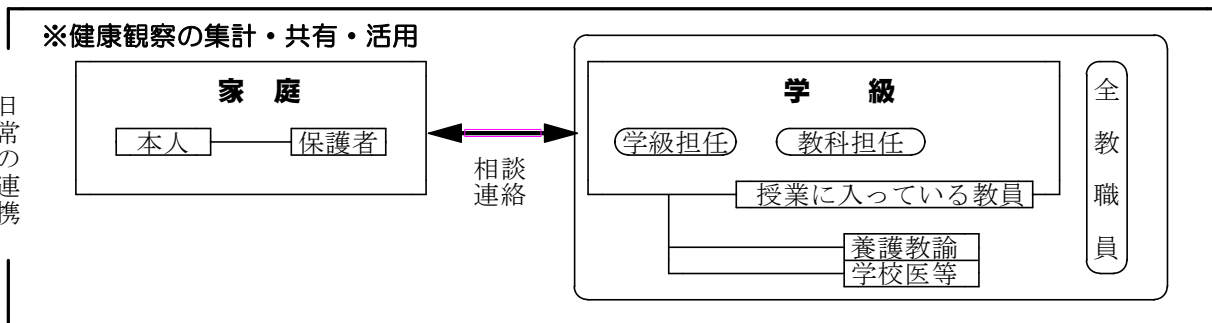 ※健康観察の集計・共有・活用
日常の連携
家庭
本人
保護者
相談
連絡
学級
学級担任
教科担任
授業に入っている教員
養護教諭
学校医等
全教職員